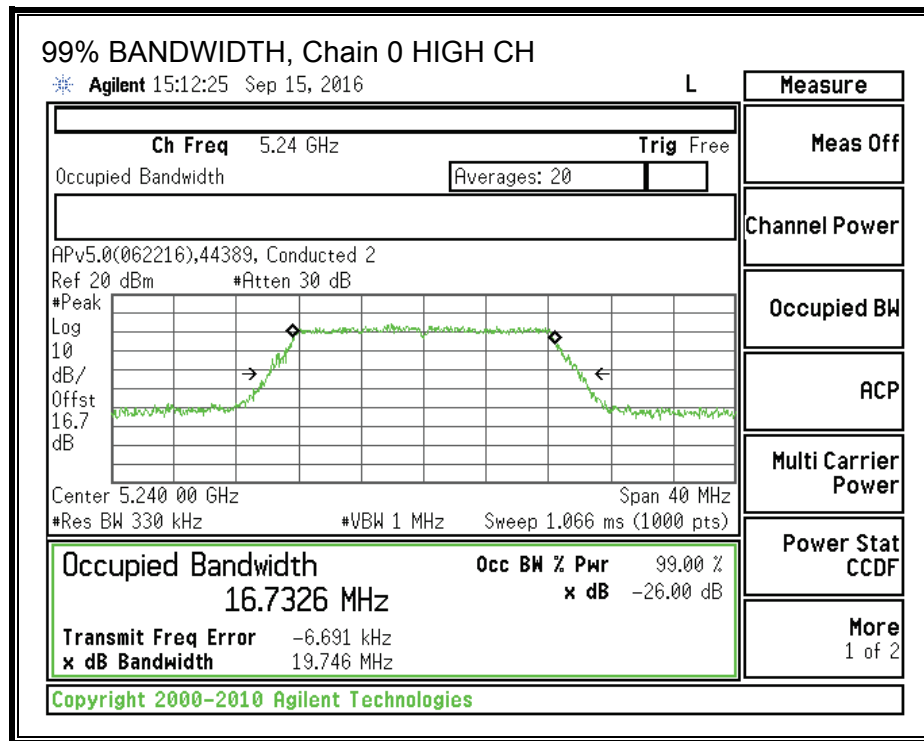 99% BANDWIDTH, Chain 0 HIGH CH
Agilent 15:12:25 Sep 15, 2016 L
Measure
Ch Freq 5.24 GHz Trig Free
Meas Off
Occupied Bandwidth Averages: 20
Channel Power
APv5.0(062216),44389, Conducted 2
Ref 20 dBm #Atten 30 dB
#Peak
Log
10
dB/
Offst
16.7
dB
Occupied BW
ACP
Multi Carrier
Power
Center 5.240 00 GHz Span 40 MHz
#Res BW 330 kHz #VBW 1 MHz Sweep 1.066 ms (1000 pts)
Power Stat
CCDF
Occupied Bandwidth Occ BW % Pwr 99.00 %
16.7326 MHz x dB -26.00 dB
Transmit Freq Error -6.691 kHz
x dB Bandwidth 19.746 MHz
More
1 of 2
Copyright 2000-2010 Agilent Technologies